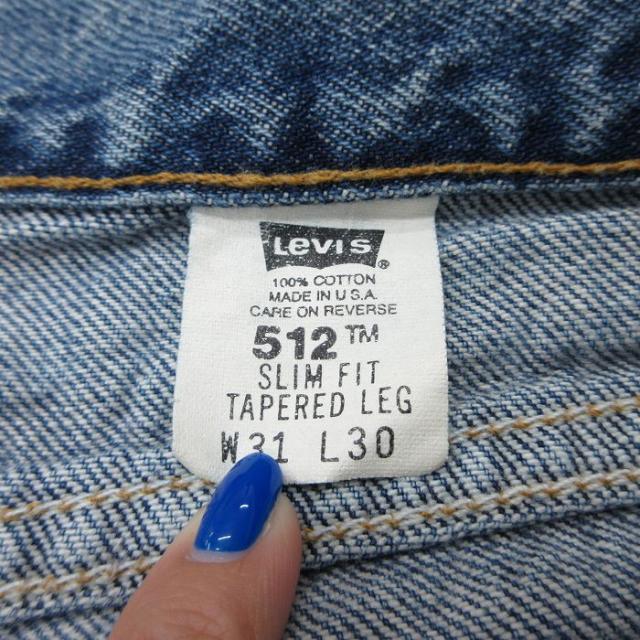 Levi's ®
100% COTTON
MADE IN U.S.A.
CARE ON REVERSE
512™
SLIM FIT
TAPERED LEG
W31 L30